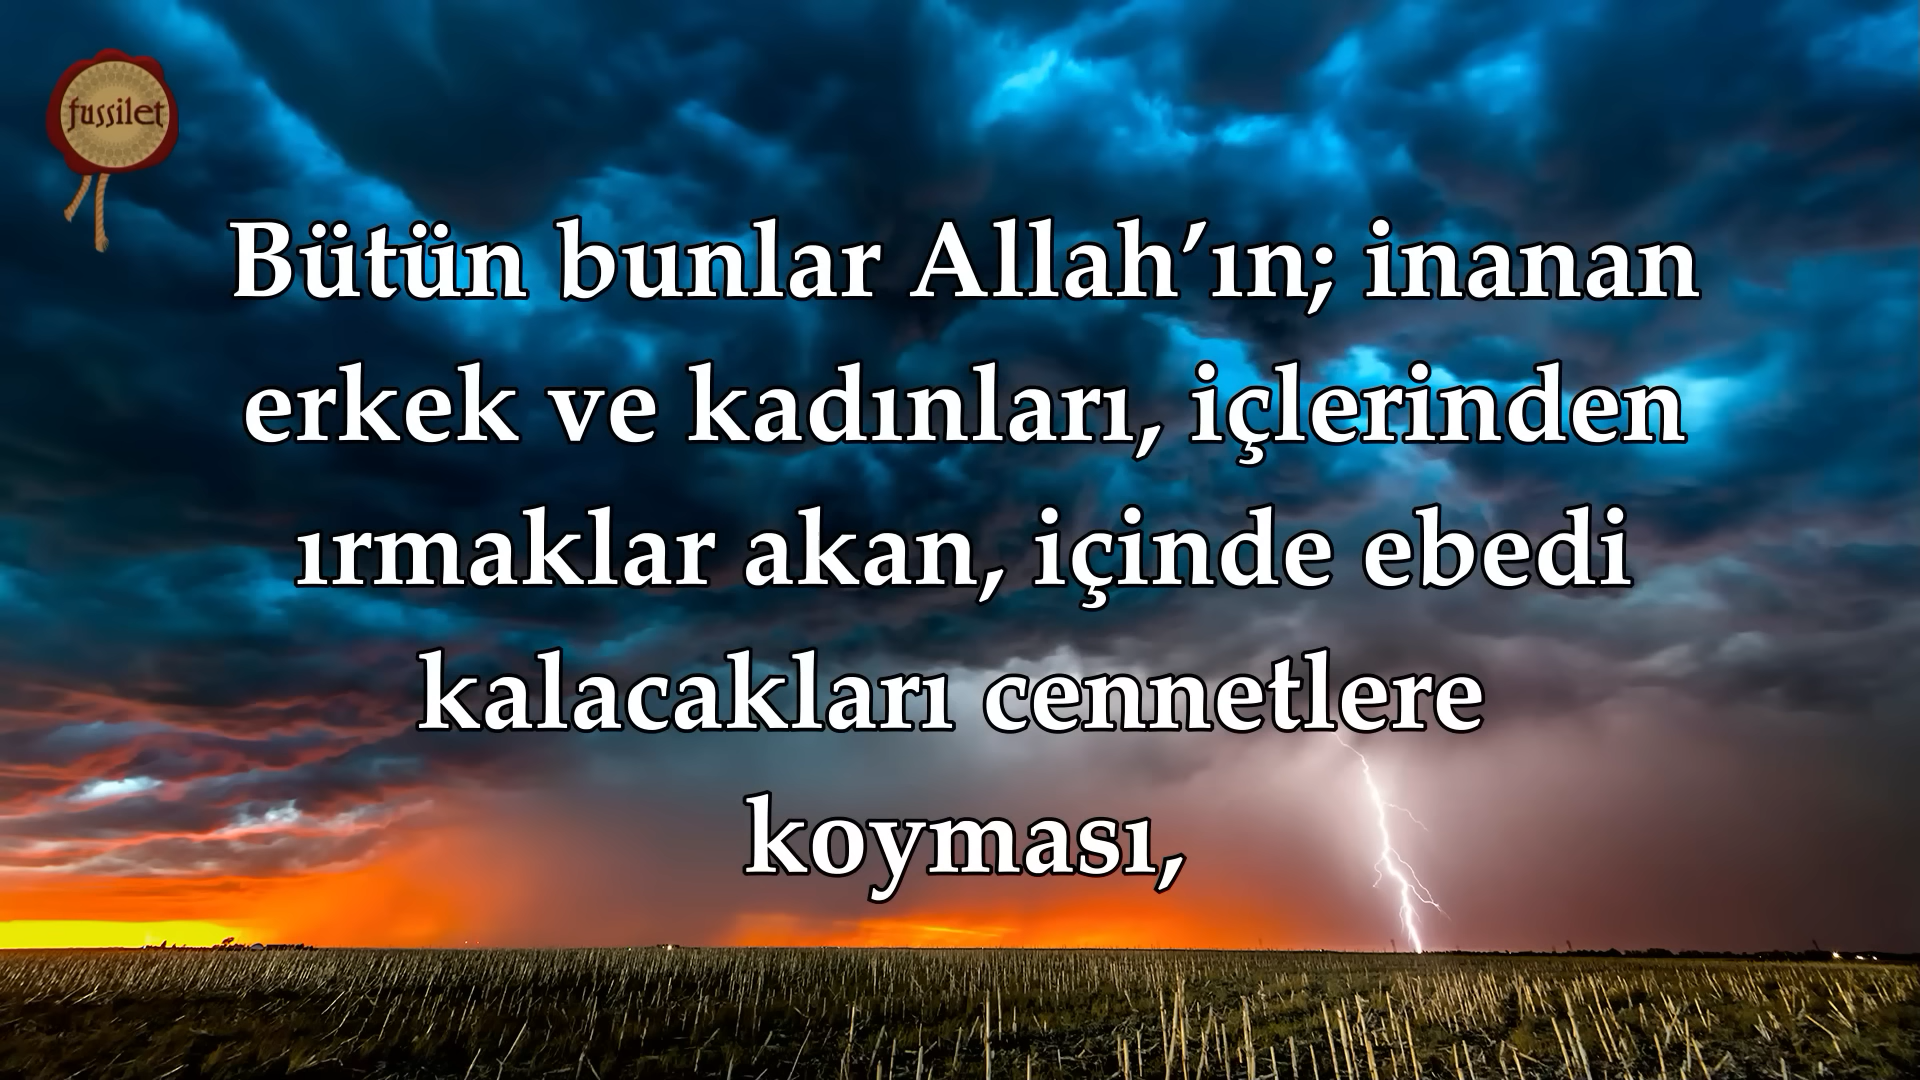 fussilet
Bütün bunlar Allah’ın; inanan
erkek ve kadınları, içlerinden
ırmaklar akan, içinde ebedi
kalacakları cennetlere
koyması,